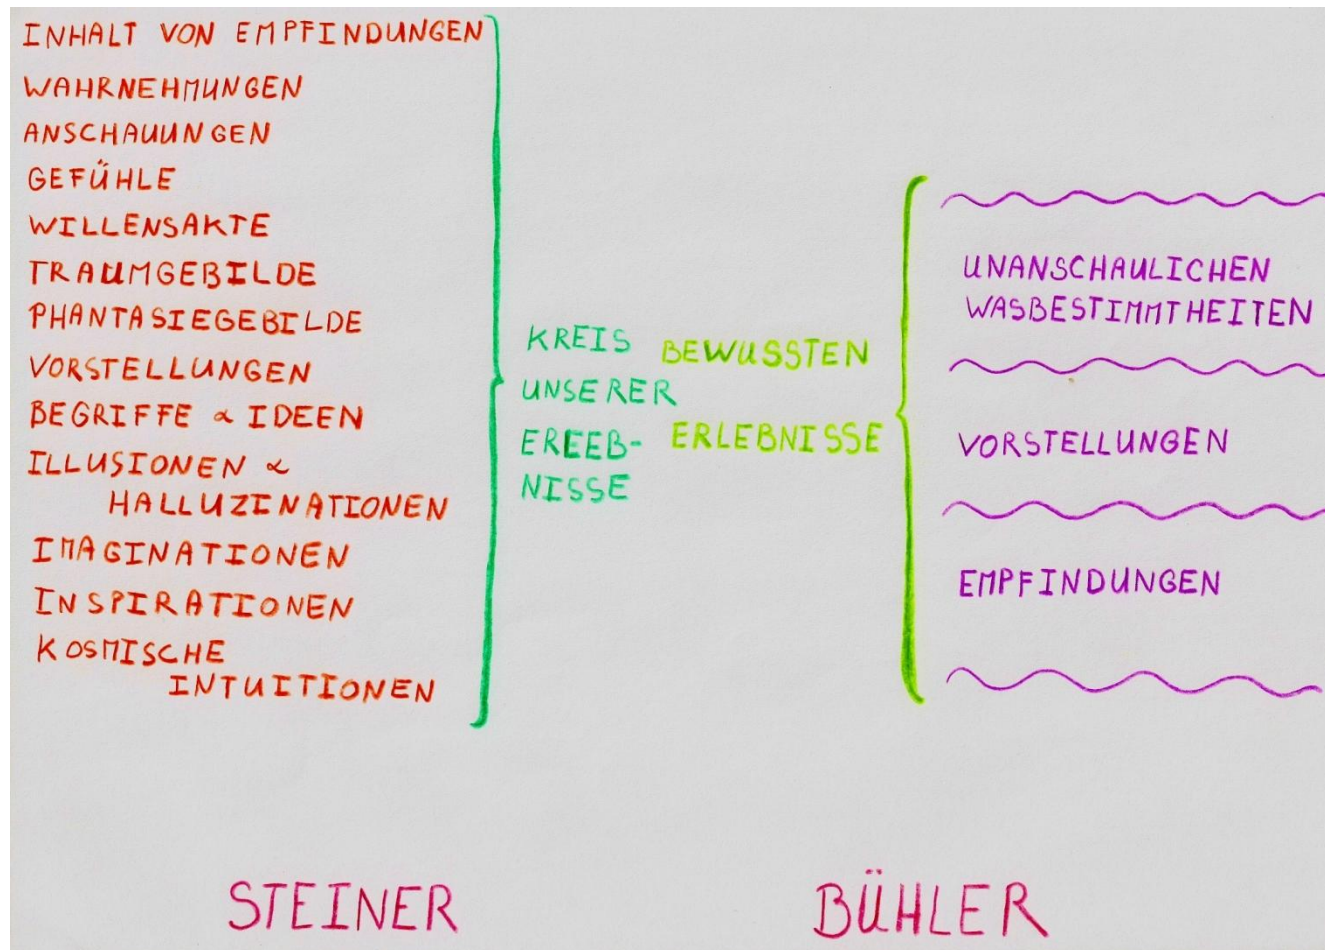 INHALT VON EMPFINDUNGEN
WAHRNEHMUNGEN
ANSCHAUUNGEN
GEFÜHLE
WILLENSAKTE
TRAUMGEBILDE
PHANTASIEGEBILDE
VORSTELLUNGEN
BEGRIFFE & IDEEN
ILLUSIONEN &
HALLUZINATIONEN
IMAGINATIONEN
INSPIRATIONEN
KOSMISCHE
INTUITIONEN
KREIS
UNSERER
EREEB-
NISSE
BEWUSSTEN
ERLEBNISSE
UNANSCHAULICHEN
WASBESTIMMTHEITEN
VORSTELLUNGEN
EMPFINDUNGEN
STEINER
BÜHLER